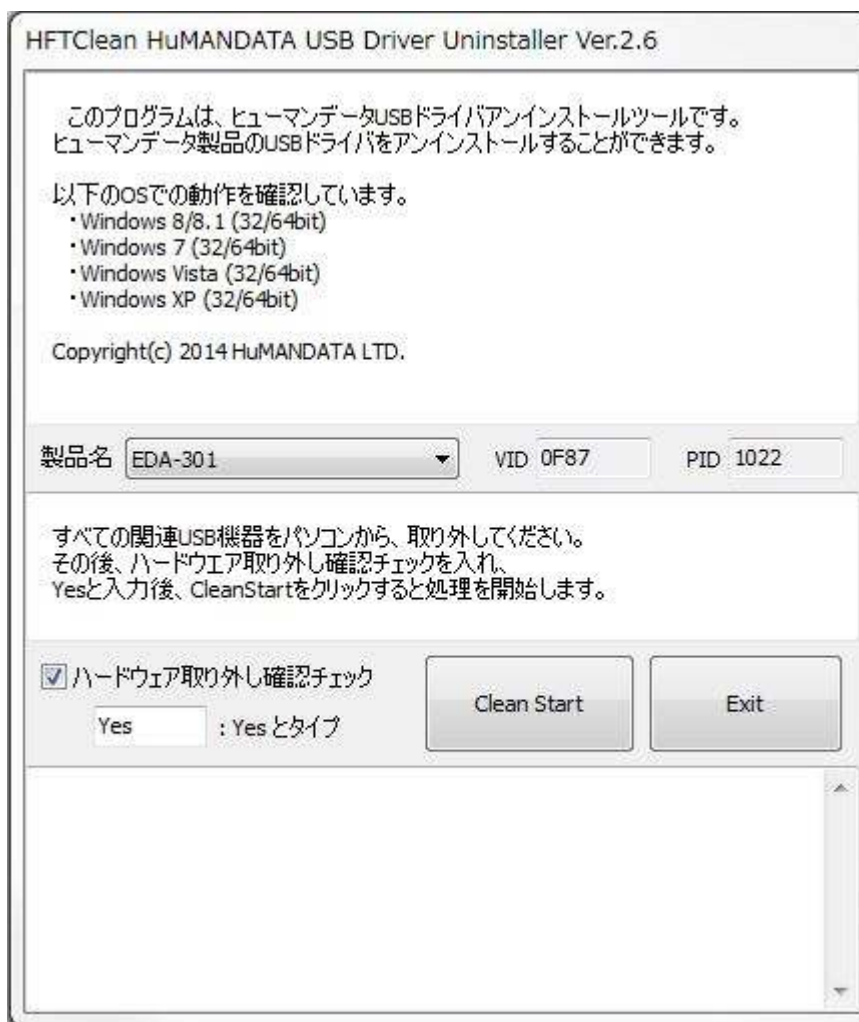 HFTClean HuMANDATA USB Driver Uninstaller Ver.2.6
このプログラムは、ヒューマンデータUSBドライバアンインストールツールです。
ヒューマンデータ製品のUSBドライバをアンインストールすることができます。
以下のOSでの動作を確認しています。
・Windows 8/8.1 (32/64bit)
・Windows 7 (32/64bit)
・Windows Vista (32/64bit)
・Windows XP (32/64bit)
Copyright(c) 2014 HuMANDATA LTD.
製品名 EDA-301 VID 0F87 PID 1022
すべての関連USB機器をパソコンから、取り外してください。
その後、ハードウエア取り外し確認チェックを入れ、
Yesと入力後、CleanStartをクリックすると処理を開始します。
ハードウェア取り外し確認チェック
Yes : Yesとタイプ
Clean Start Exit